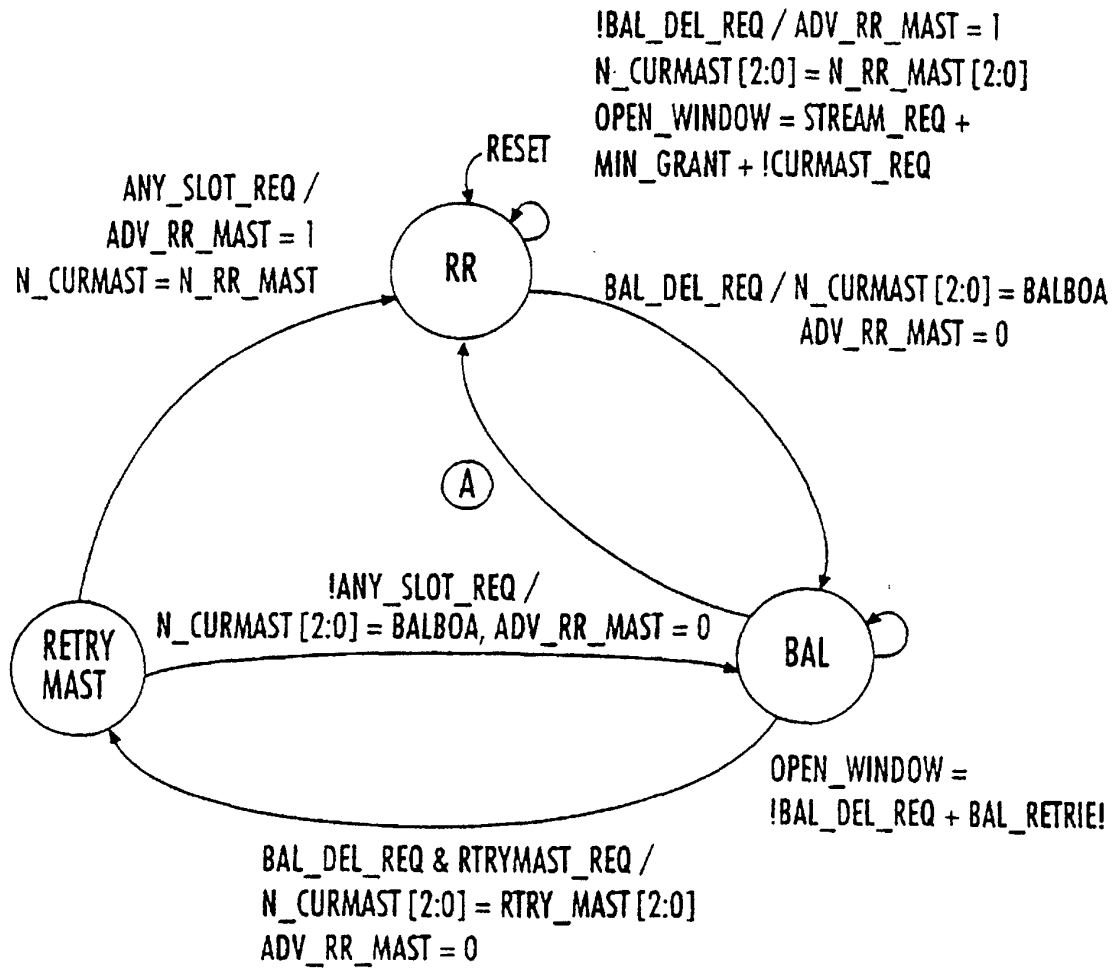 !BAL_DEL_REQ / ADV_RR_MAST = 1
N_CURMAST [2:0] = N_RR_MAST [2:0]
OPEN_WINDOW = STREAM_REQ +
MIN_GRANT + !CURMAST_REQ
RESET
ANY_SLOT_REQ /
ADV_RR_MAST = 1
N_CURMAST = N_RR_MAST
RR
BAL_DEL_REQ / N_CURMAST [2:0] = BALBOA
ADV_RR_MAST = 0
A
!ANY_SLOT_REQ /
N_CURMAST [2:0] = BALBOA, ADV_RR_MAST = 0
RETRY
MAST
BAL
OPEN_WINDOW =
!BAL_DEL_REQ + BAL_RETRIE!
BAL_DEL_REQ & RTRYMAST_REQ /
N_CURMAST [2:0] = RTRY_MAST [2:0]
ADV_RR_MAST = 0